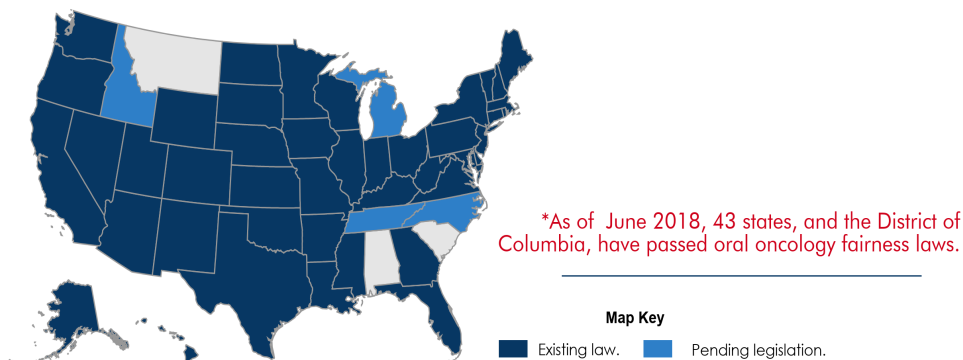 *As of June 2018, 43 states, and the District of
Columbia, have passed oral oncology fairness laws.
Map Key
Existing law.
Pending legislation.